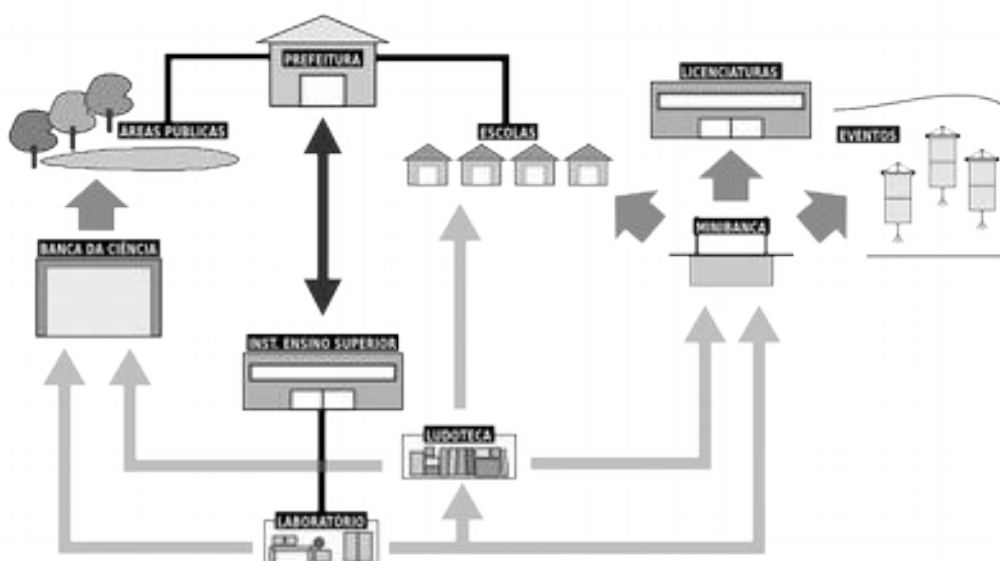 PREFEITURA
LICENCIATURAS
ÁREAS PÚBLICAS
ESCOLAS
EVENTOS
MINIBANCA
BANCA DA CIÊNCIA
INST. ENSINO SUPERIOR
LUDOTECA
LABORATÓRIO